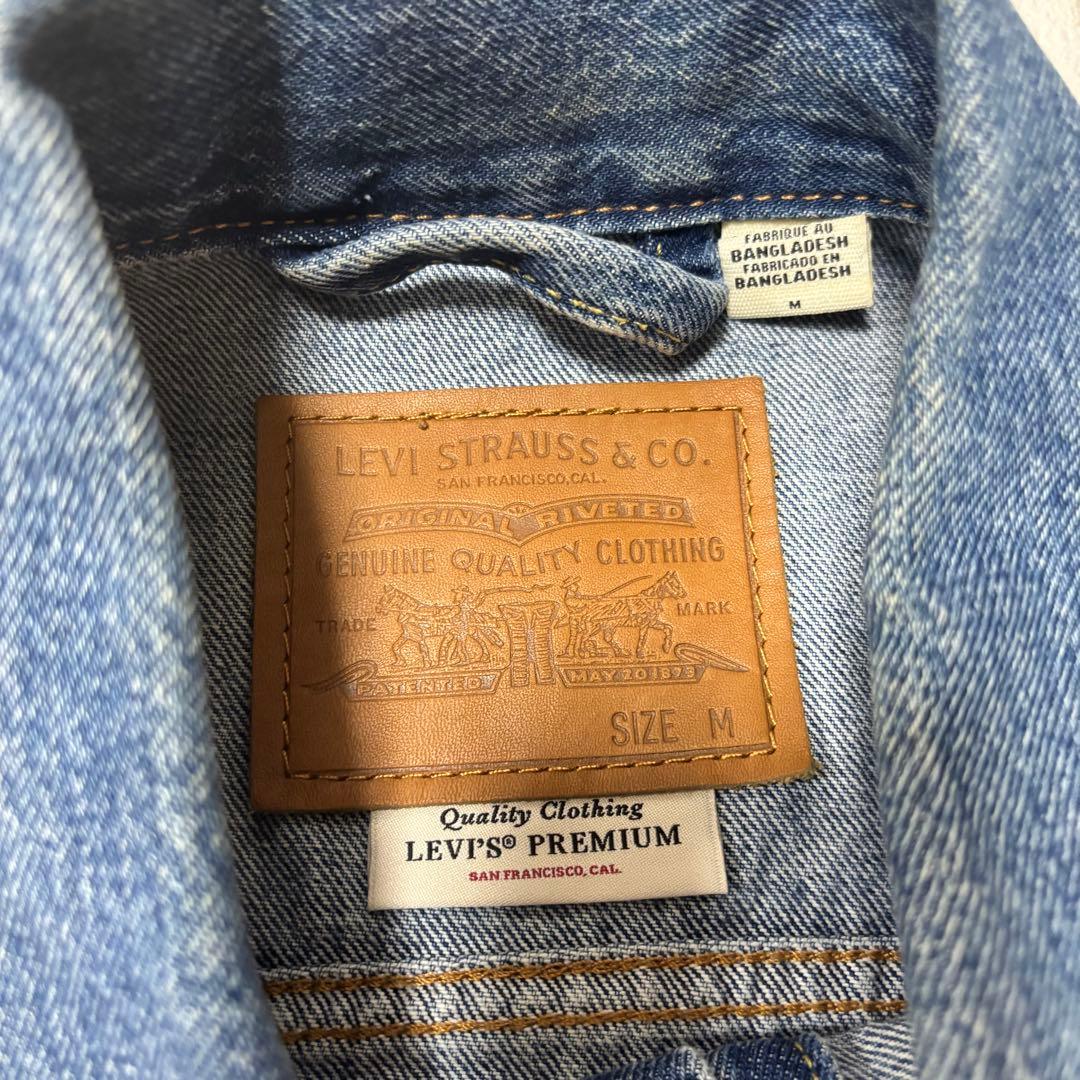 FABRIQUE AU
BANGLADESH
FABRICADO EN
BANGLADESH
M
LEVI STRAUSS & CO.
SAN FRANCISCO, CAL.
ORIGINAL RIVETED
GENUINE QUALITY CLOTHING
TRADE MARK
PATENTED MAY 20 1873
SIZE M
Quality Clothing
LEVI'S® PREMIUM
SAN FRANCISCO, CAL.